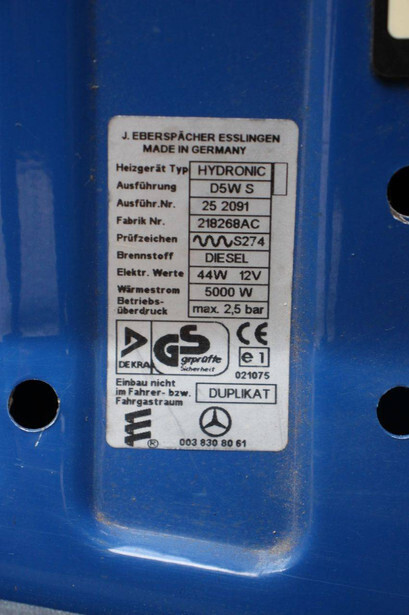 J. EBERSPÄCHER ESSLINGEN
MADE IN GERMANY
Heizgerät Typ HYDRONIC
Ausführung D5W S
Ausführ.Nr. 25 2091
Fabrik Nr. 218268AC
Prüfzeichen S274
Brennstoff DIESEL
Elektr. Werte 44W 12V
Wärmestrom 5000 W
Betriebs-
überdruck max. 2,5 bar
DEKRA GS geprüfte Sicherheit CE
e1
021075
Einbau nicht
im Fahrer- bzw. DUPLIKAT
Fahrgastraum
® 003 830 80 61